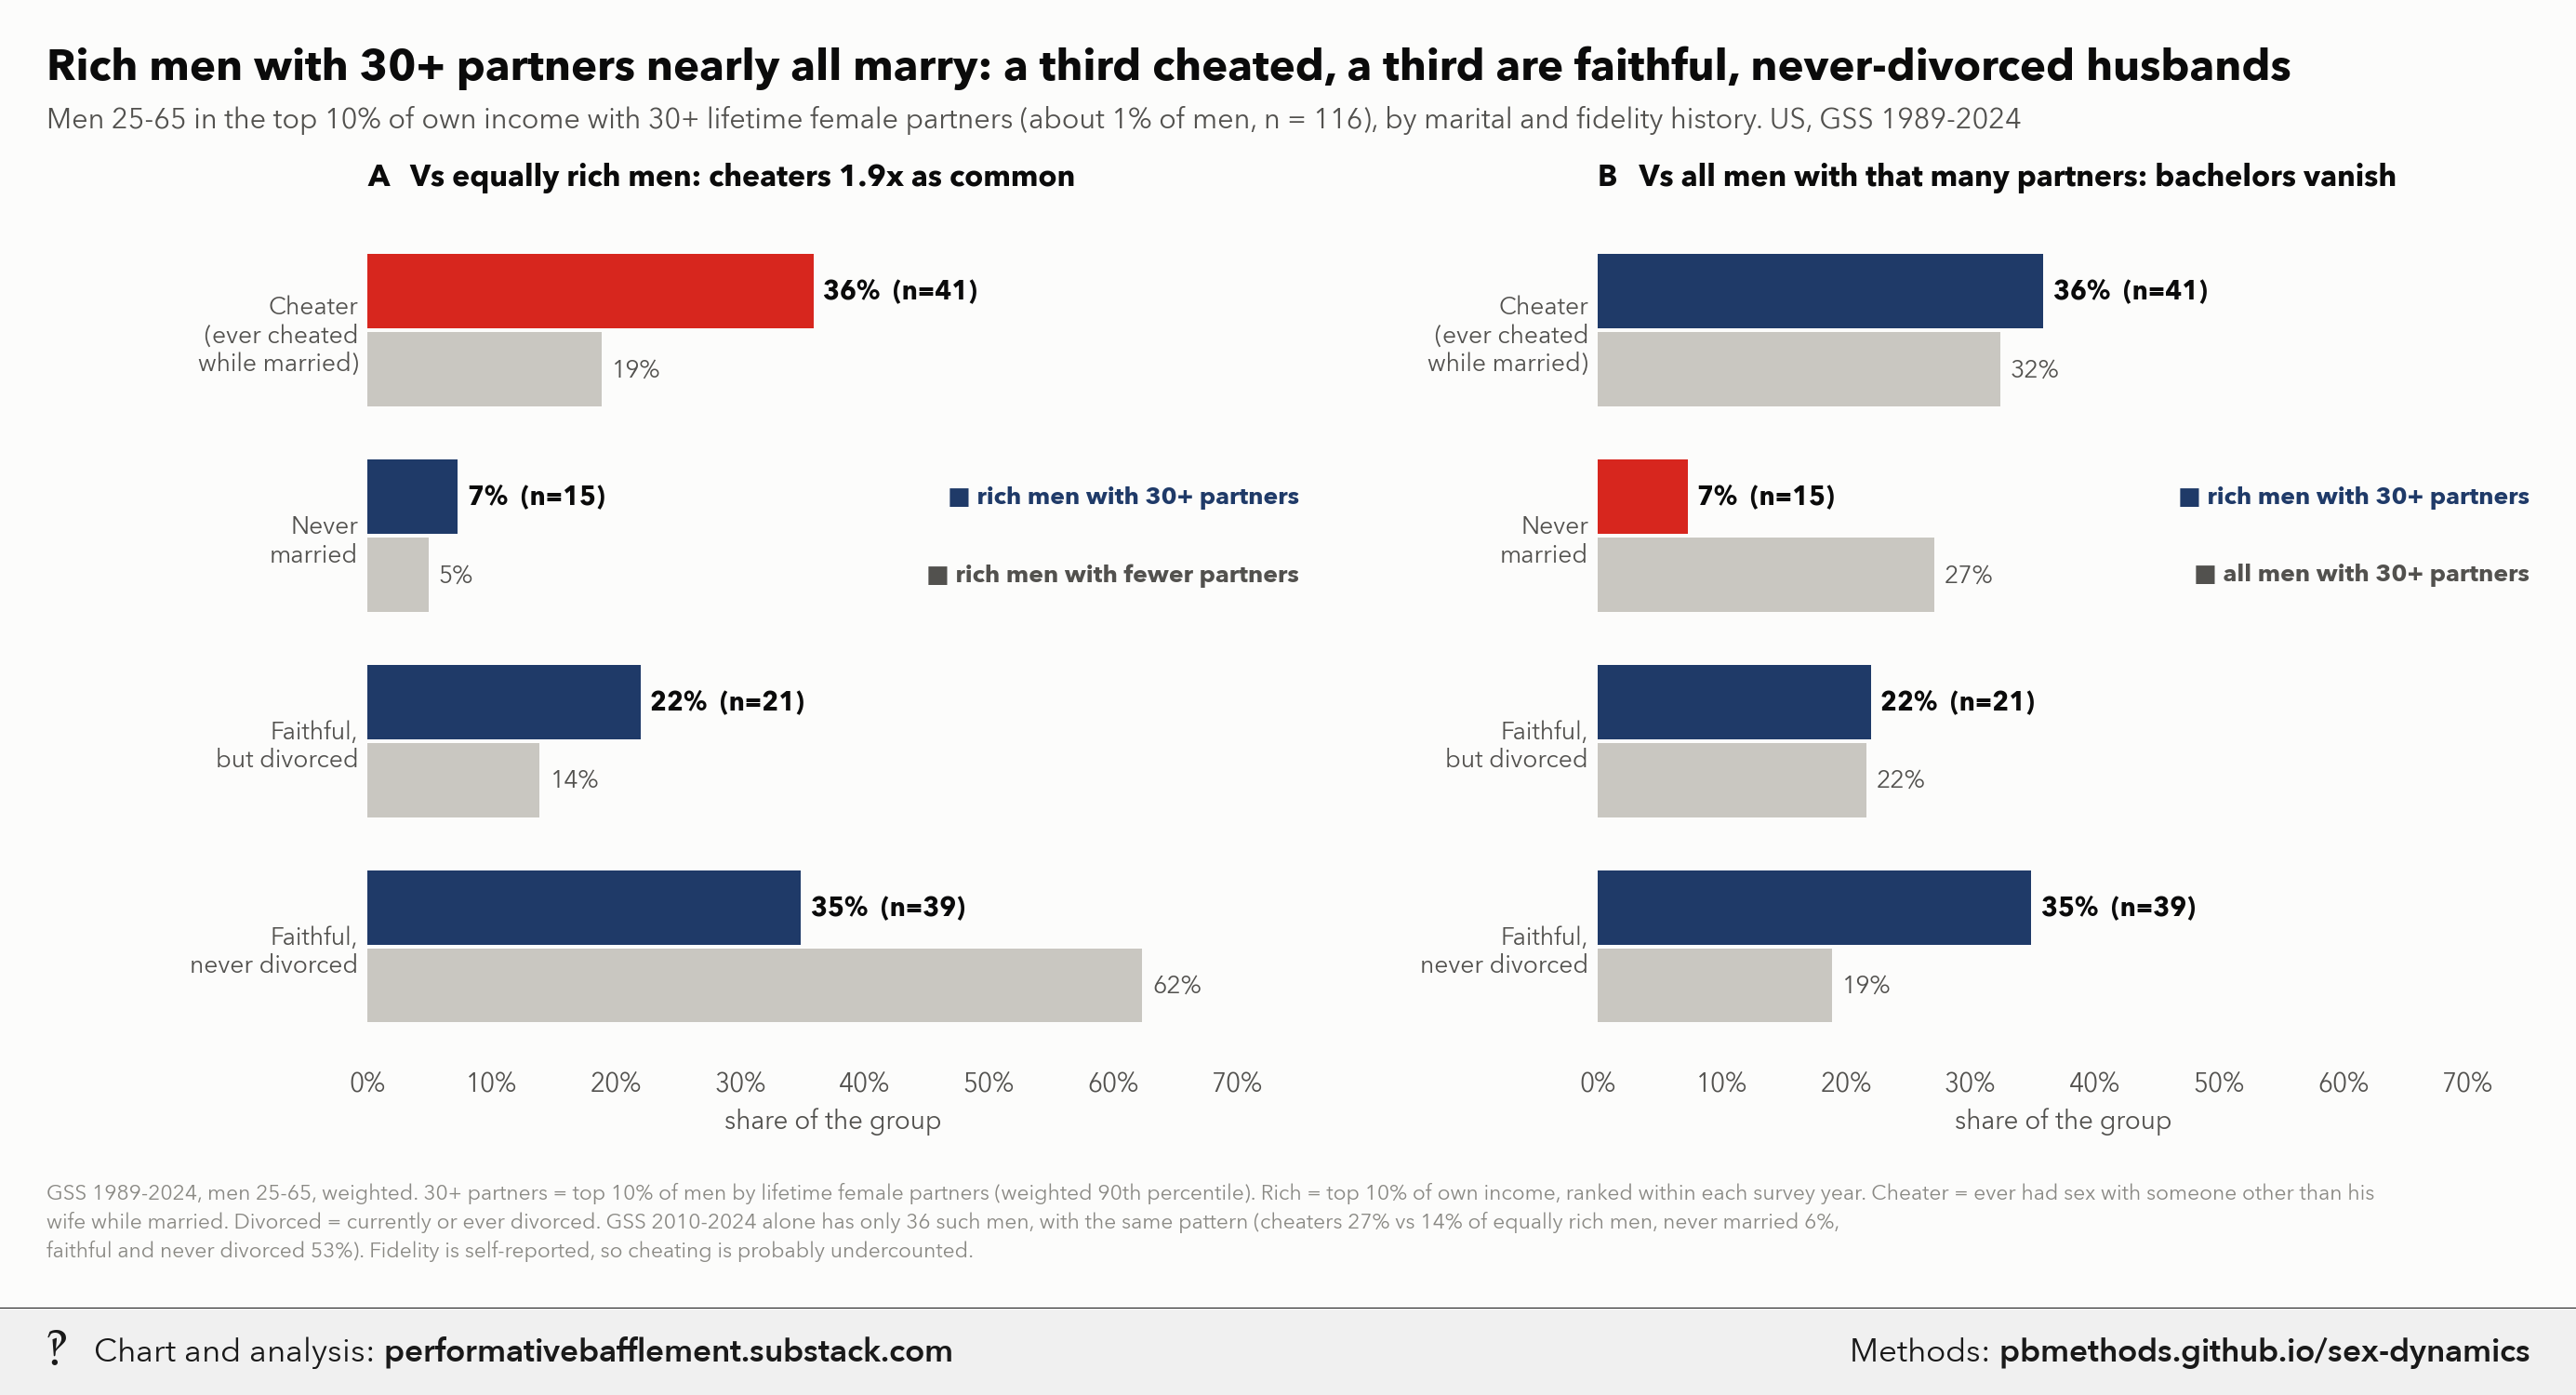 Rich men with 30+ partners nearly all marry: a third cheated, a third are faithful, never-divorced husbands
Men 25-65 in the top 10% of own income with 30+ lifetime female partners (about 1% of men, n = 116), by marital and fidelity history. US, GSS 1989-2024
A Vs equally rich men: cheaters 1.9x as common
Cheater
(ever cheated
while married)
36% (n=41)
19%
Never
married
7% (n=15)
5%
■ rich men with 30+ partners
■ rich men with fewer partners
Faithful,
but divorced
22% (n=21)
14%
Faithful,
never divorced
35% (n=39)
62%
0% 10% 20% 30% 40% 50% 60% 70%
share of the group
B Vs all men with that many partners: bachelors vanish
Cheater
(ever cheated
while married)
36% (n=41)
32%
Never
married
7% (n=15)
27%
■ rich men with 30+ partners
■ all men with 30+ partners
Faithful,
but divorced
22% (n=21)
22%
Faithful,
never divorced
35% (n=39)
19%
0% 10% 20% 30% 40% 50% 60% 70%
share of the group
GSS 1989-2024, men 25-65, weighted. 30+ partners = top 10% of men by lifetime female partners (weighted 90th percentile). Rich = top 10% of own income, ranked within each survey year. Cheater = ever had sex with someone other than his
wife while married. Divorced = currently or ever divorced. GSS 2010-2024 alone has only 36 such men, with the same pattern (cheaters 27% vs 14% of equally rich men, never married 6%,
faithful and never divorced 53%). Fidelity is self-reported, so cheating is probably undercounted.
‽ Chart and analysis: performativebafflement.substack.com
Methods: pbmethods.github.io/sex-dynamics